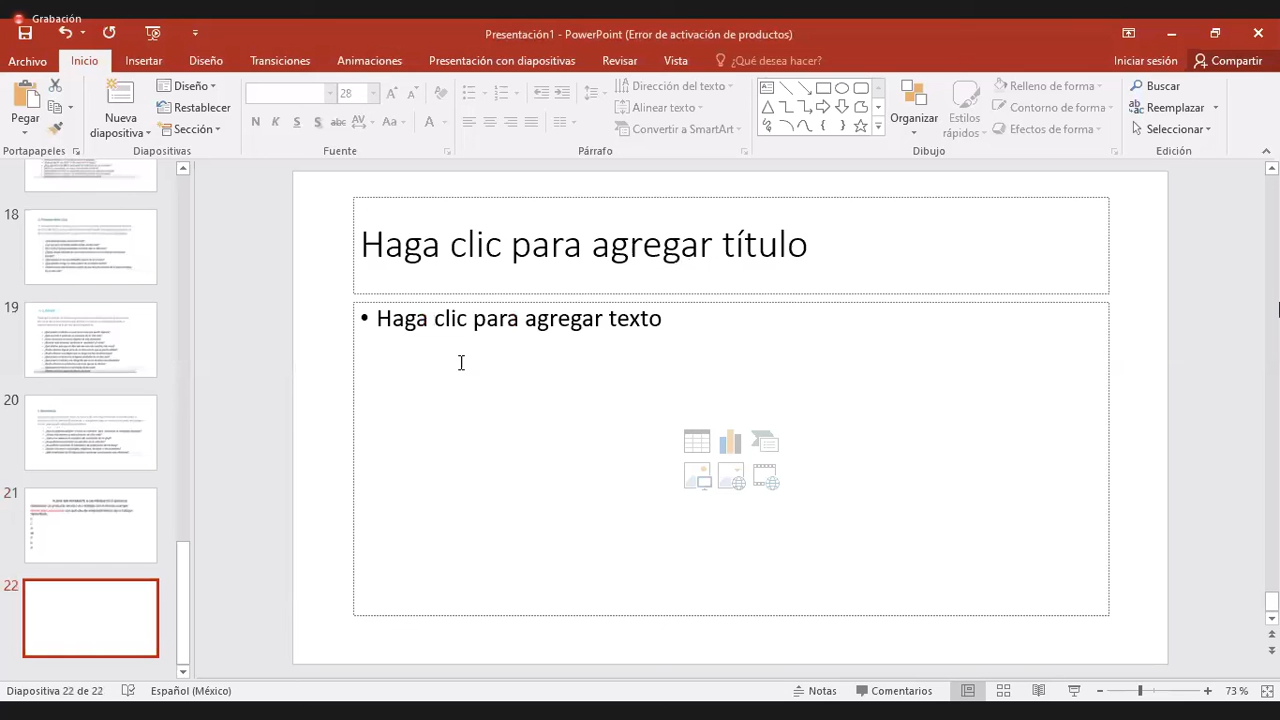 Grabación
Presentación1 - PowerPoint (Error de activación de productos)
Archivo Inicio Insertar Diseño Transiciones Animaciones Presentación con diapositivas Revisar Vista ¿Qué desea hacer? Iniciar sesión Compartir
Pegar
Nueva diapositiva
Diseño
Restablecer
Sección
28
N K S S abc AV Aa A
Dirección del texto
Alinear texto
Convertir a SmartArt
Organizar
Estilos rápidos
Relleno de forma
Contorno de forma
Efectos de forma
Buscar
Reemplazar
Seleccionar
Portapapeles Diapositivas Fuente Párrafo Dibujo Edición
18
19
20
21
22
Haga clic para agregar título
• Haga clic para agregar texto
Diapositiva 22 de 22 Español (México) Notas Comentarios 73 %